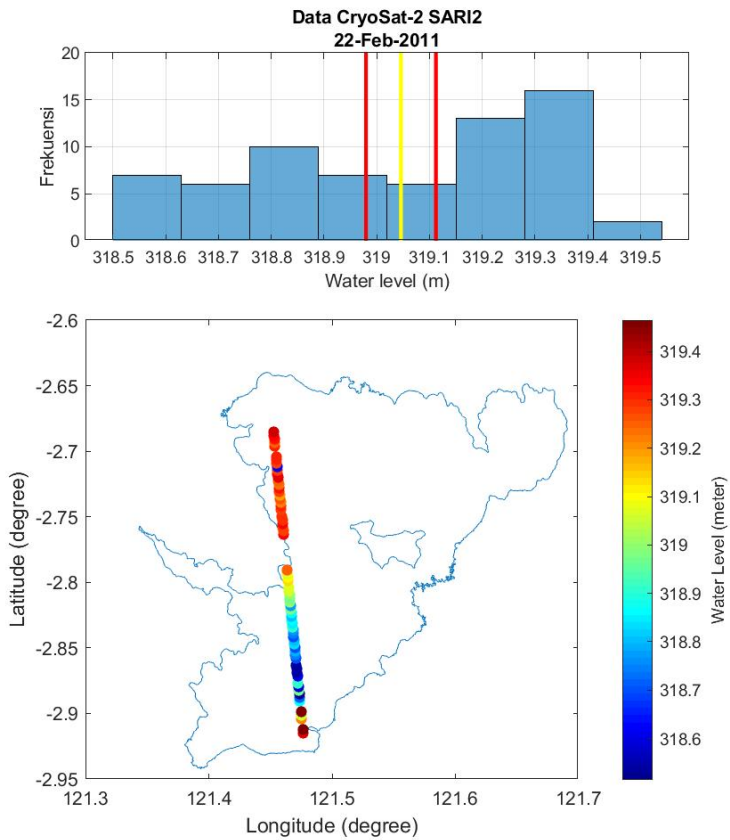 Data CryoSat-2 SARI2
22-Feb-2011
20
15
10
5
0
Frekuensi
318.5 318.6 318.7 318.8 318.9 319 319.1 319.2 319.3 319.4 319.5
Water level (m)
-2.6
-2.65
-2.7
-2.75
-2.8
-2.85
-2.9
-2.95
Latitude (degree)
121.3 121.4 121.5 121.6 121.7
Longitude (degree)
319.4
319.3
319.2
319.1
319
318.9
318.8
318.7
318.6
Water Level (meter)